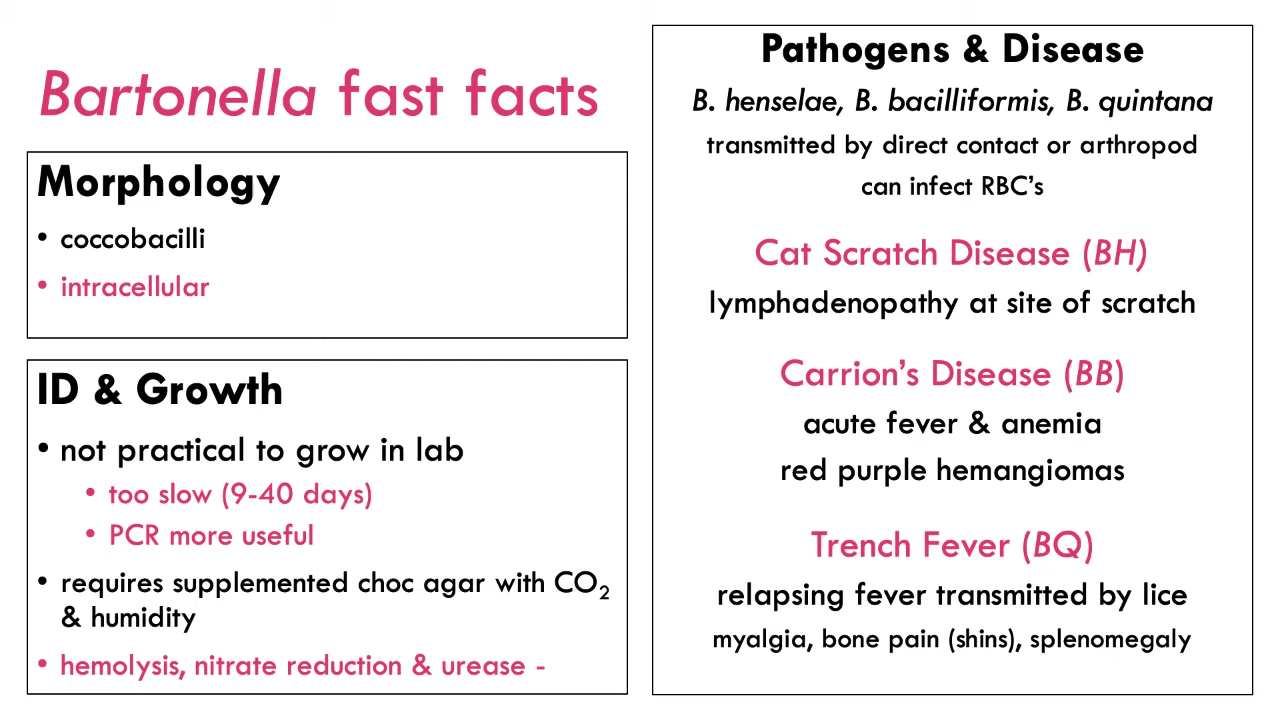 Bartonella fast facts
Morphology
• coccobacilli
• intracellular
ID & Growth
• not practical to grow in lab
• too slow (9-40 days)
• PCR more useful
• requires supplemented choc agar with CO₂
& humidity
• hemolysis, nitrate reduction & urease -
Pathogens & Disease
B. henselae, B. bacilliformis, B. quintana
transmitted by direct contact or arthropod
can infect RBC’s
Cat Scratch Disease (BH)
lymphadenopathy at site of scratch
Carrion’s Disease (BB)
acute fever & anemia
red purple hemangiomas
Trench Fever (BQ)
relapsing fever transmitted by lice
myalgia, bone pain (shins), splenomegaly